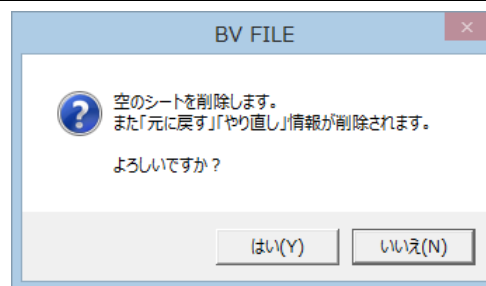 BV FILE
空のシートを削除します。
また「元に戻す」「やり直し」情報が削除されます。
よろしいですか？
はい(Y)
いいえ(N)